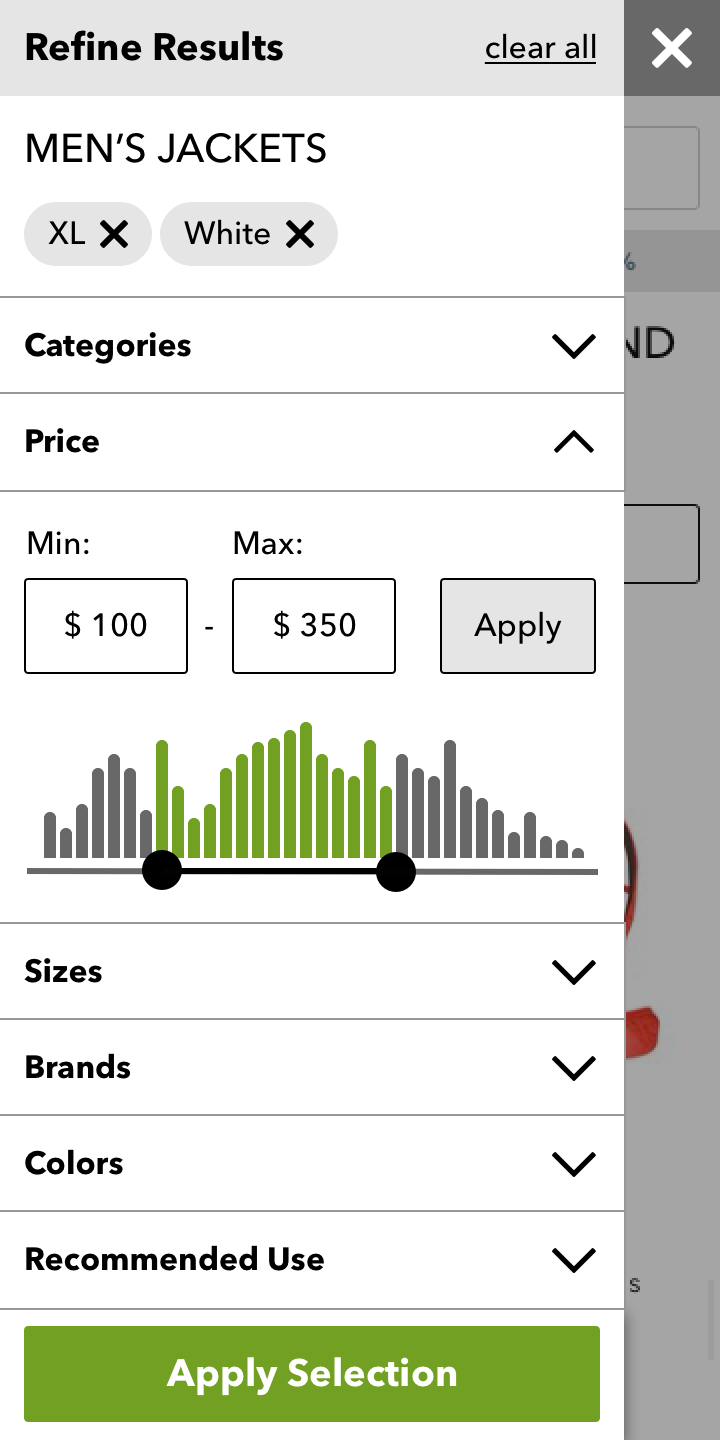 Refine Results clear all
MEN’S JACKETS
%
XL White
ND
Categories
Price
Min: Max:
$ 100 - $ 350 Apply
Sizes
Brands
Colors
Recommended Use
s
Apply Selection